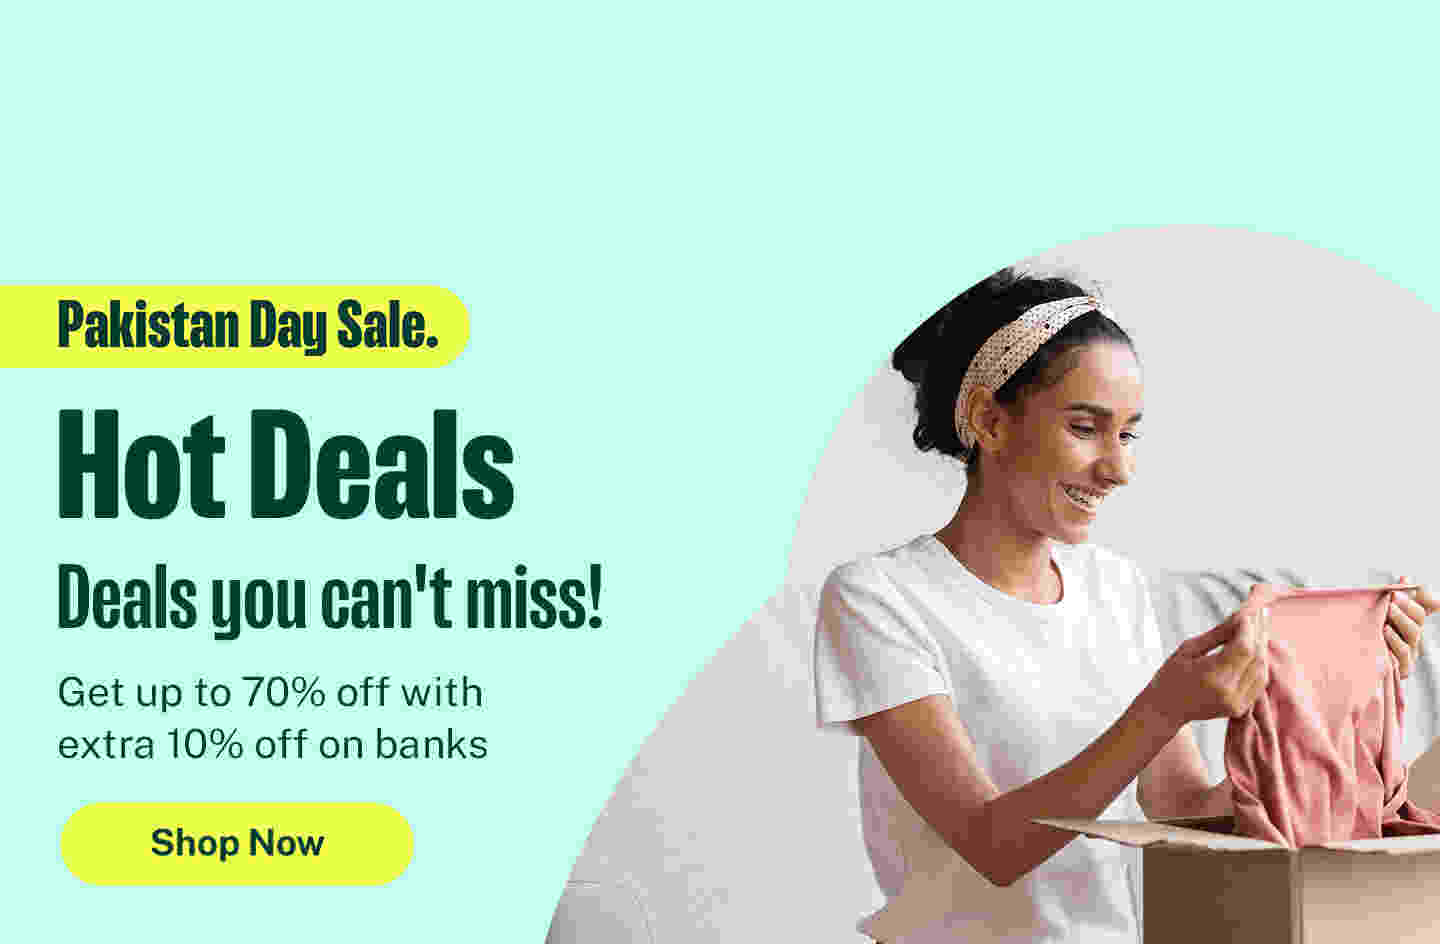 Pakistan Day Sale.
Hot Deals
Deals you can't miss!
Get up to 70% off with
extra 10% off on banks
Shop Now